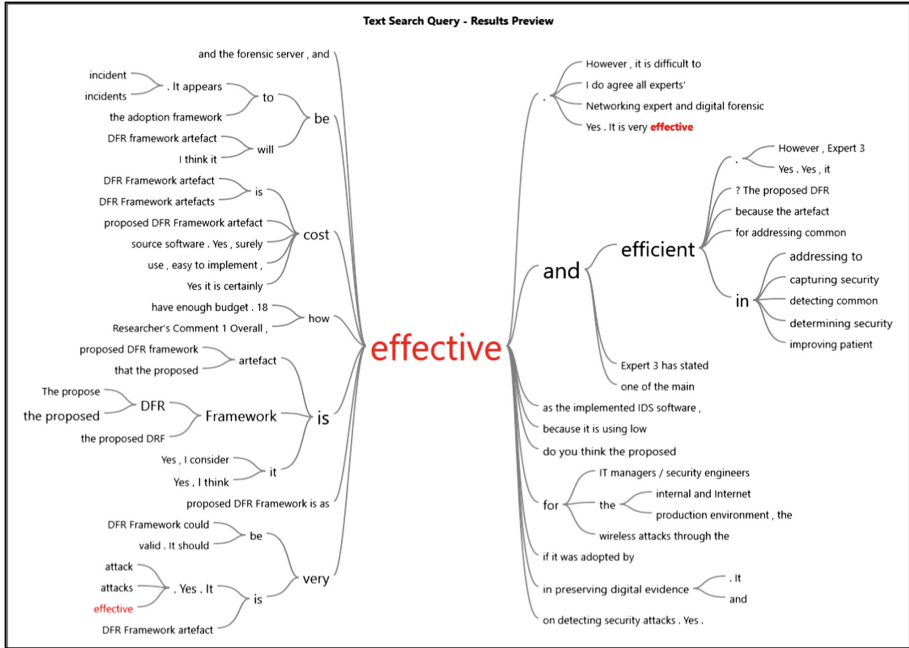 Text Search Query - Results Preview
and the forensic server , and
incident
incidents
. It appears
the adoption framework
to
DFR framework artefact
I think it
will
be
DFR Framework artefact
DFR Framework artefacts
is
proposed DFR Framework artefact
source software . Yes , surely
use , easy to implement ,
Yes it is certainly
cost
have enough budget . 18
Researcher's Comment 1 Overall ,
how
proposed DFR framework
that the proposed
artefact
The propose
the proposed
DFR
the proposed DRF
Framework
Yes , I consider
Yes , I think
it
is
proposed DFR Framework is as
DFR Framework could
valid . It should
be
attack
attacks
effective
. Yes . It
DFR Framework artefact
is
very
effective
.
However , it is difficult to
I do agree all experts'
Networking expert and digital forensic
Yes . It is very effective
and
efficient
.
However , Expert 3
Yes . Yes , it
? The proposed DFR
because the artefact
for addressing common
in
addressing to
capturing security
detecting common
determining security
improving patient
Expert 3 has stated
one of the main
as the implemented IDS software ,
because it is using low
do you think the proposed
for
IT managers / security engineers
the
internal and Internet
production environment , the
wireless attacks through the
if it was adopted by
in preserving digital evidence
. It
and
on detecting security attacks . Yes .